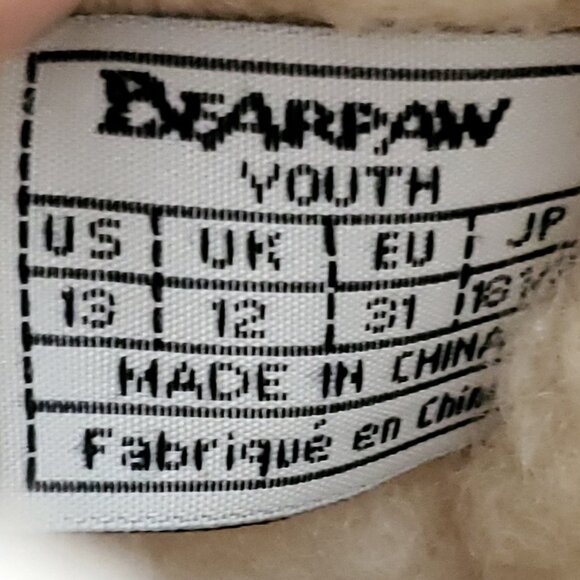 BEARPAW
YOUTH
US UK EU JP
13 12 31
MADE IN CHINA
Fabriqué en Chine